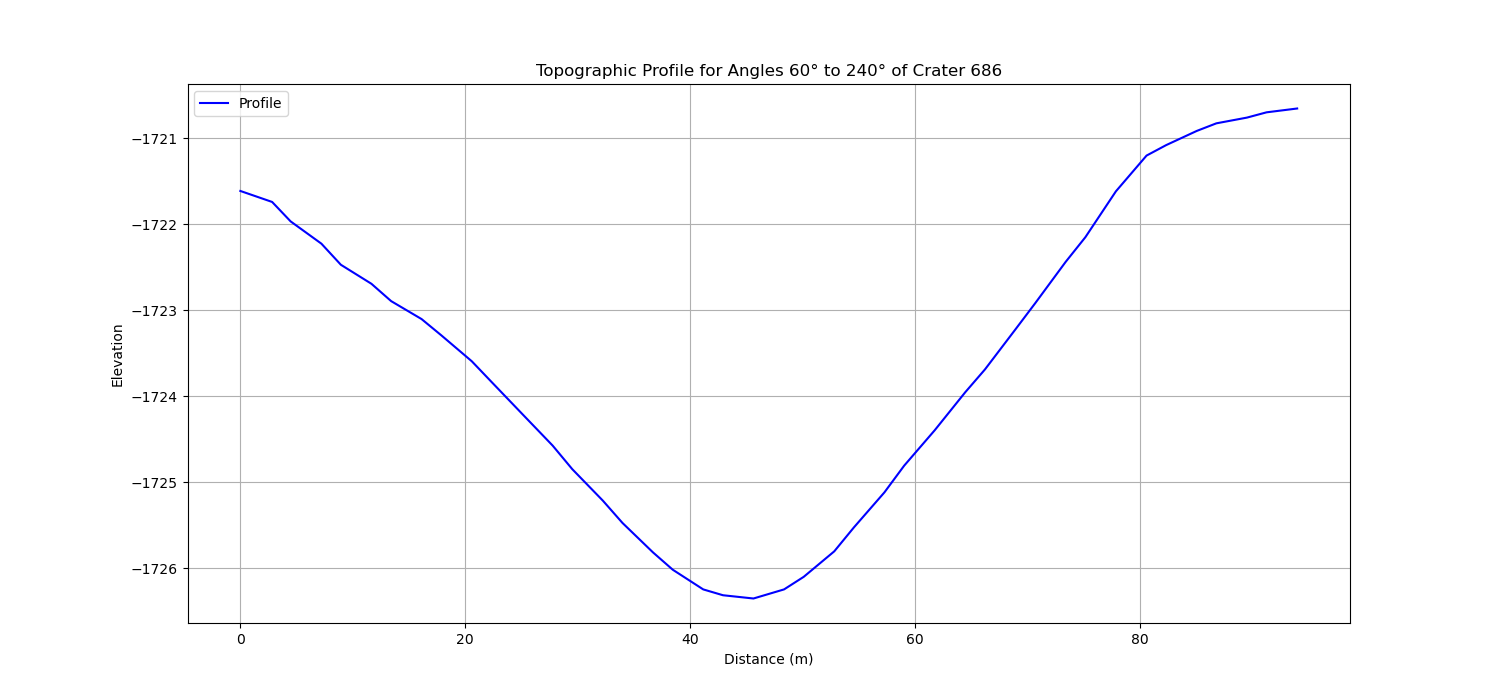 Topographic Profile for Angles 60° to 240° of Crater 686
Profile
−1721
−1722
−1723
−1724
−1725
−1726
Elevation
0
20
40
60
80
Distance (m)